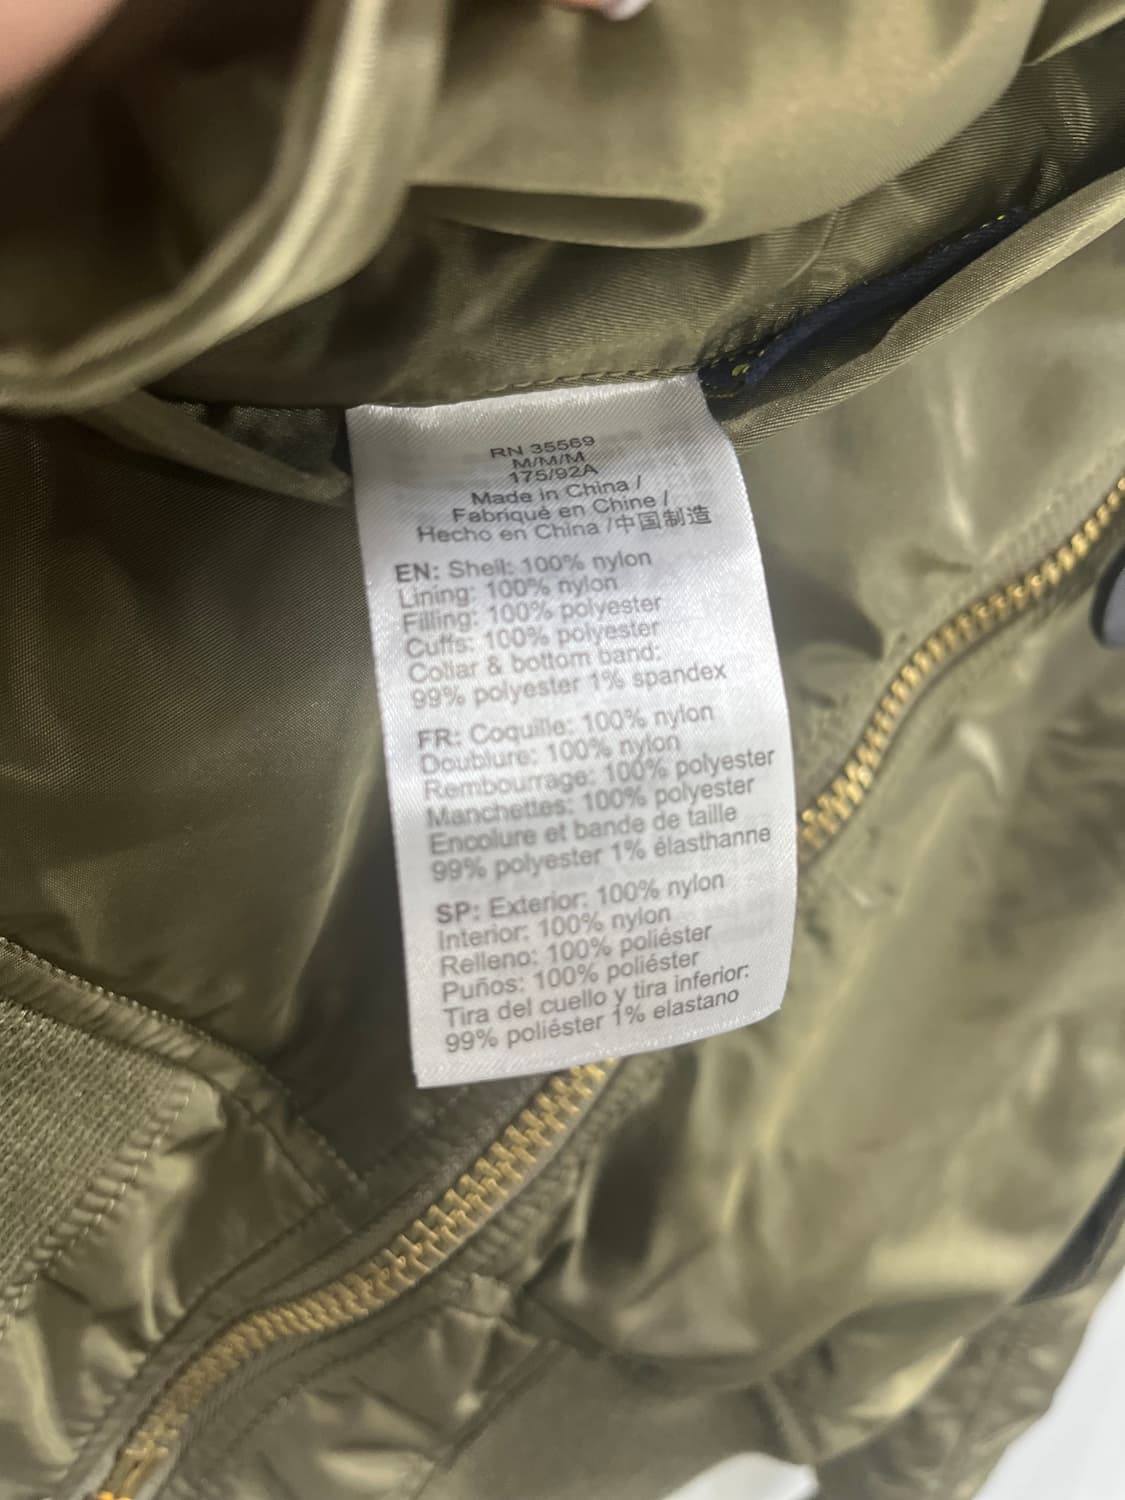 RN 35569
M/M/M
175/92A
Made in China /
Fabriqué en Chine /
Hecho en China /中国制造
EN: Shell: 100% nylon
Lining: 100% nylon
Filling: 100% polyester
Cuffs: 100% polyester
Collar & bottom band:
99% polyester 1% spandex
FR: Coquille: 100% nylon
Doublure: 100% nylon
Rembourrage: 100% polyester
Manchettes: 100% polyester
Encolure et bande de taille
99% polyester 1% élasthanne
SP: Exterior: 100% nylon
Interior: 100% nylon
Relleno: 100% poliéster
Puños: 100% poliéster
Tira del cuello y tira inferior:
99% poliéster 1% elastano